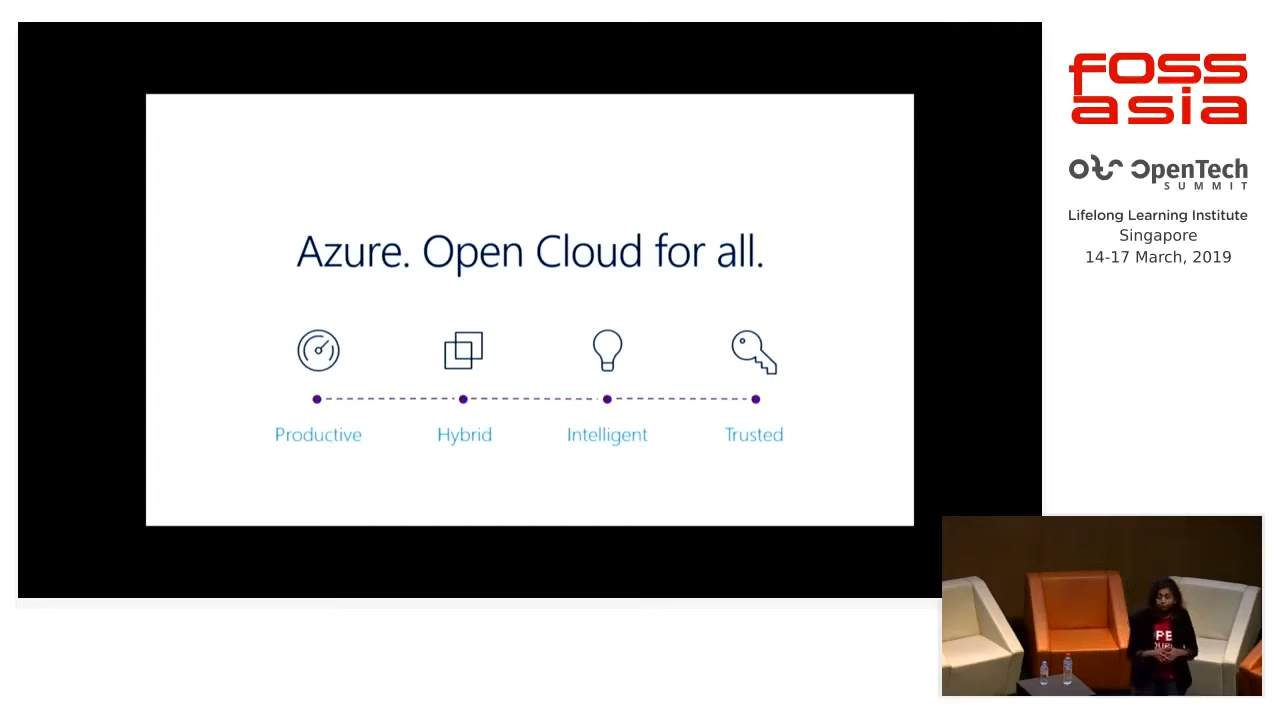 Azure. Open Cloud for all.
Productive Hybrid Intelligent Trusted
fOSS
asia
OpenTech
SUMMIT
Lifelong Learning Institute
Singapore
14-17 March, 2019